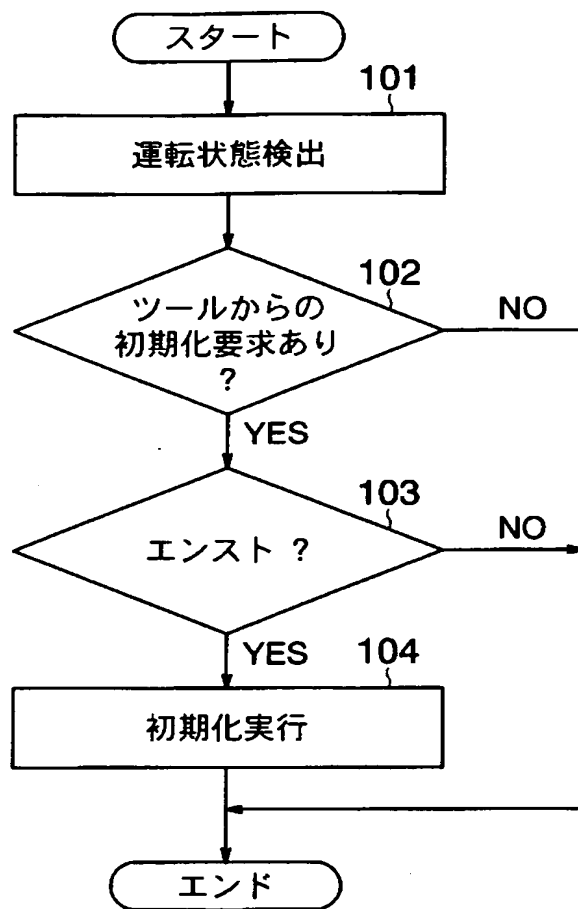 スタート
101
運転状態検出
102
ツールからの
初期化要求あり
?
NO
YES
103
エンスト ?
NO
YES
104
初期化実行
エンド